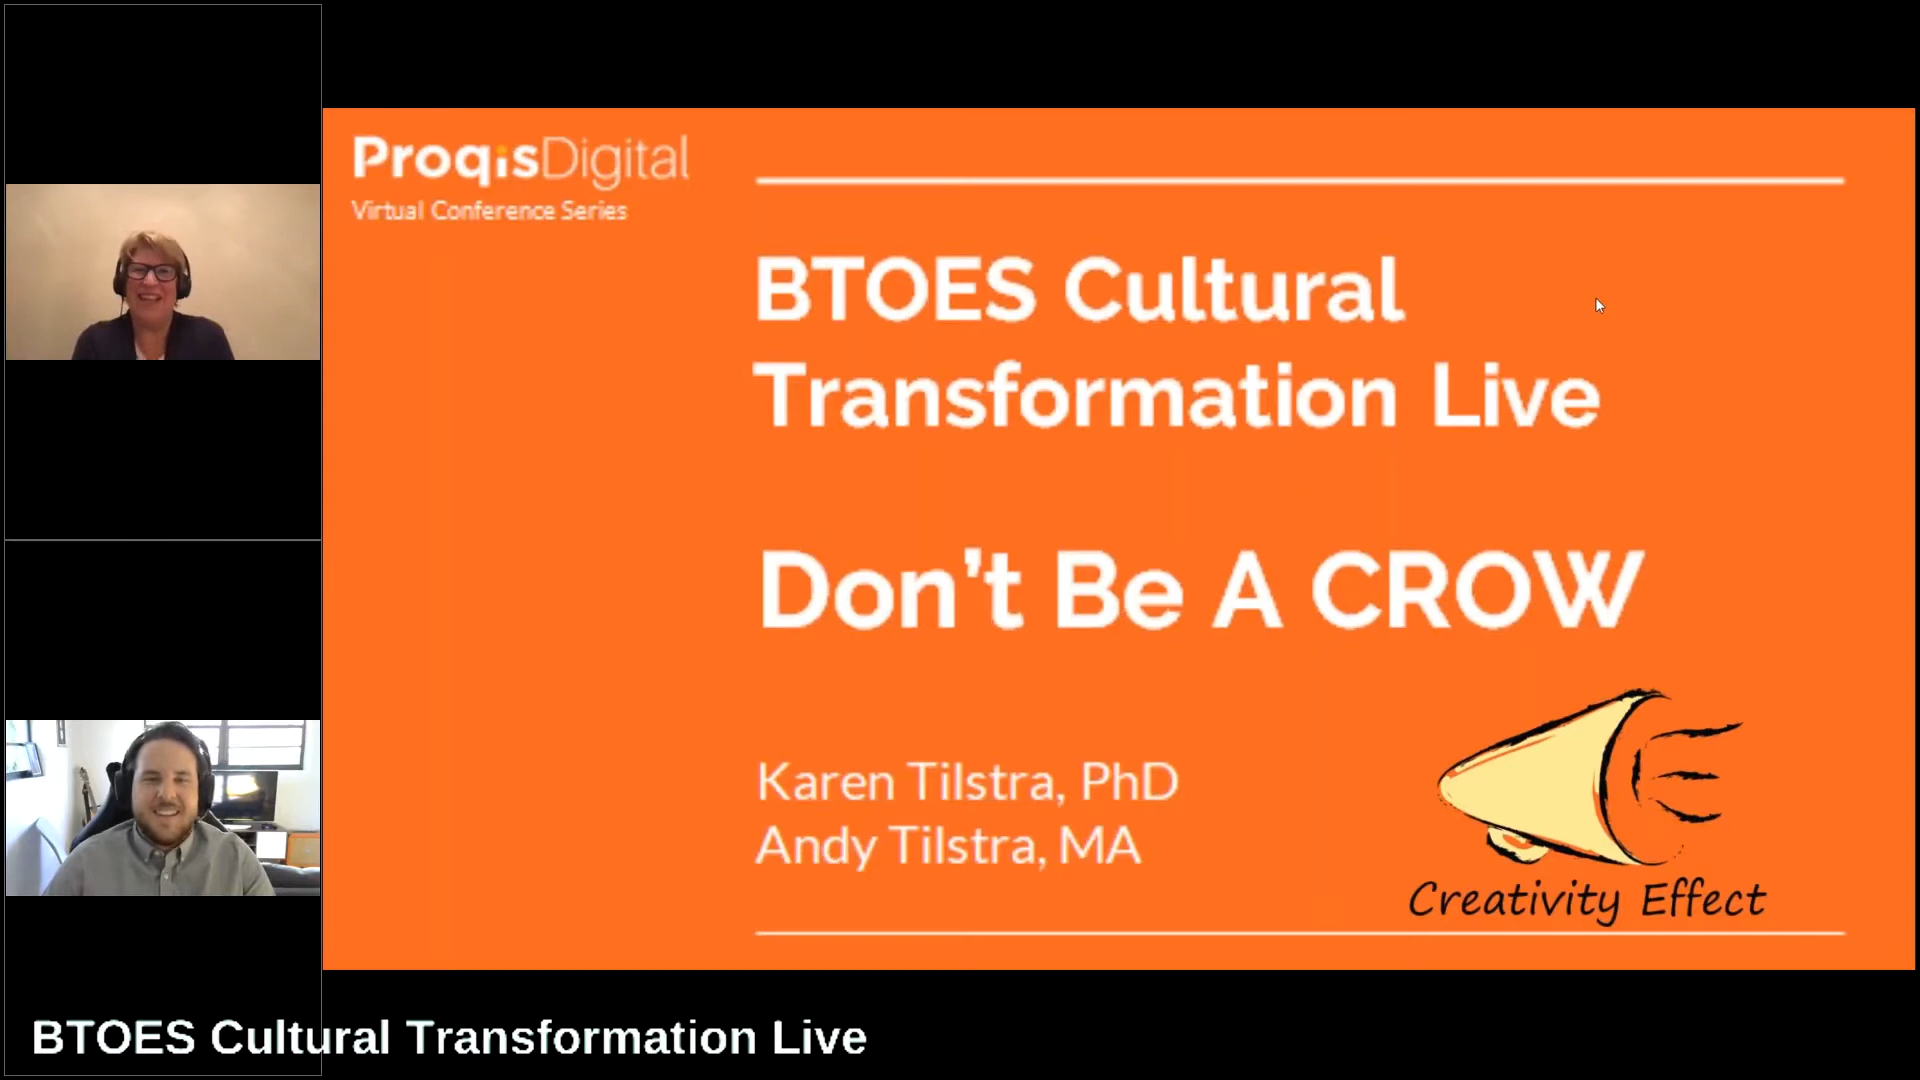 ProqisDigital
Virtual Conference Series
BTOES Cultural
Transformation Live
Don't Be A CROW
Karen Tilstra, PhD
Andy Tilstra, MA
Creativity Effect
BTOES Cultural Transformation Live